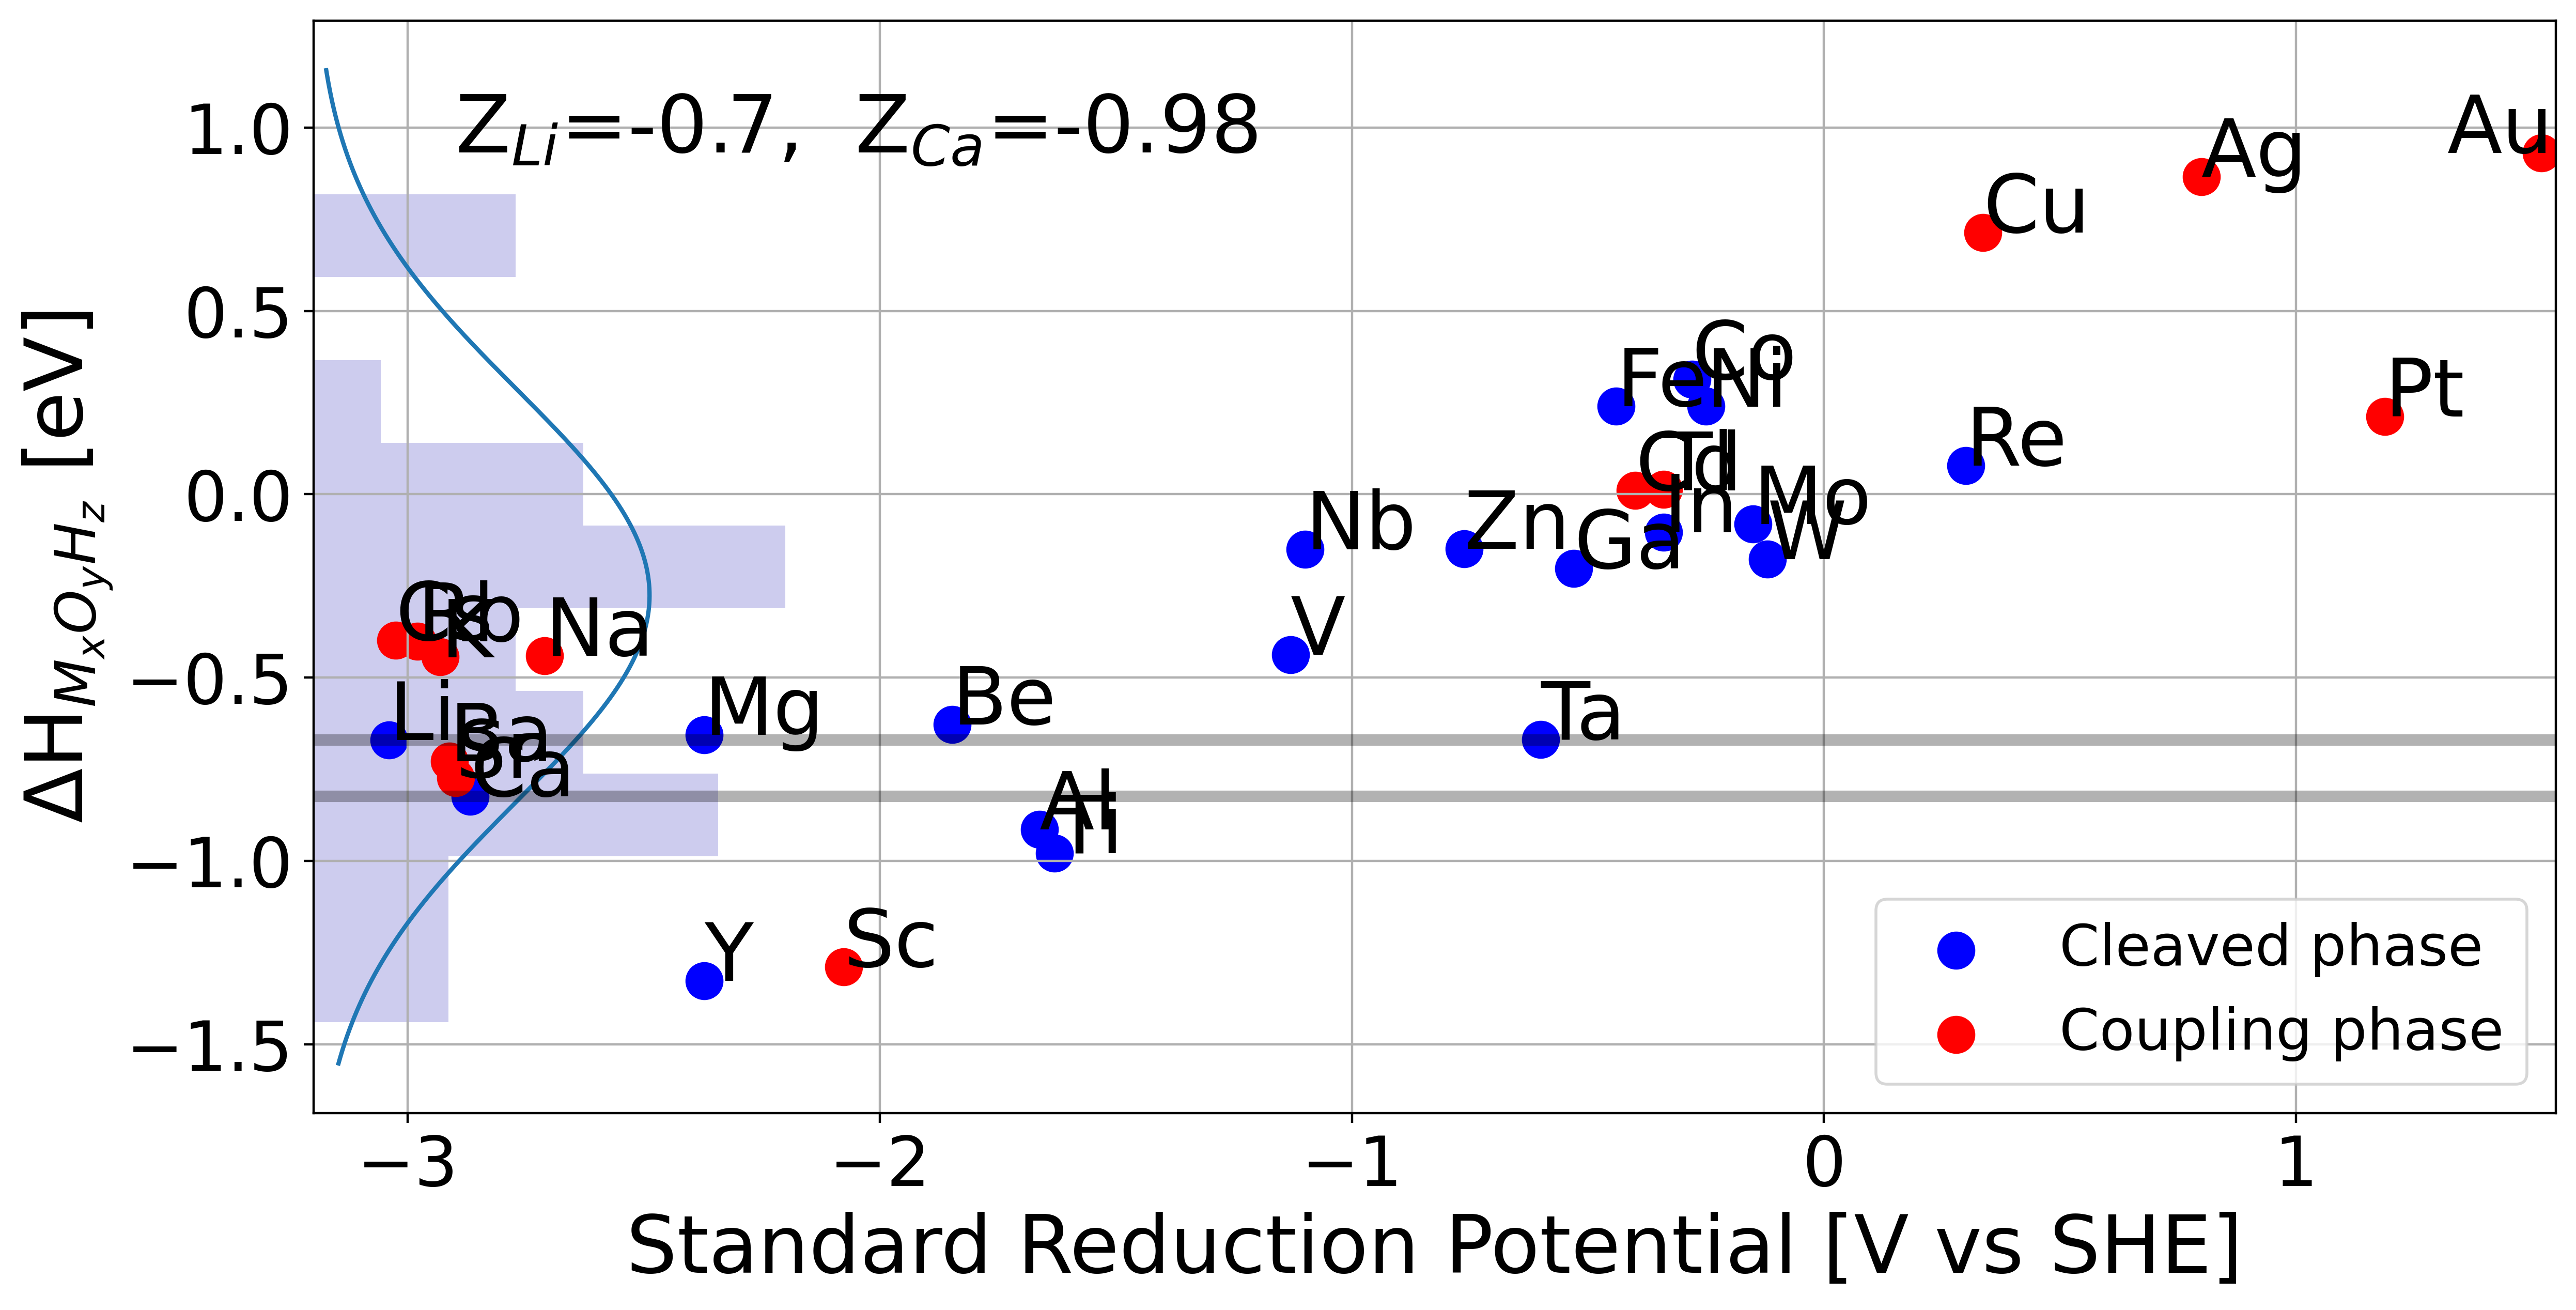 Z_Li=-0.7, Z_Ca=-0.98
ΔH_MxOyHz [eV]
1.0
0.5
0.0
−0.5
−1.0
−1.5
Au
Ag
Cu
Pt
Co
Fe
Ni
Re
Cd
Tl
In
Mo
W
Nb
Zn
Ga
Cs
Rb
K
Na
V
Li
Mg
Be
Ta
Ba
Sr
Ca
Al
Ti
Y
Sc
Cleaved phase
Coupling phase
−3 −2 −1 0 1
Standard Reduction Potential [V vs SHE]